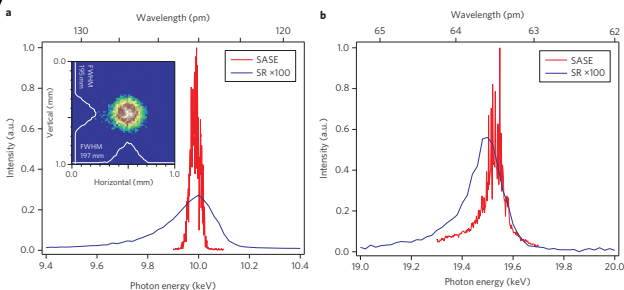 a
Wavelength (pm)
130
120
1.0
0.8
0.6
0.4
0.2
0.0
Intensity (a.u.)
SASE
SR ×100
0.0
1.0
Vertical (mm)
FWHM
195 mm
FWHM
197 mm
0.0
1.0
Horizontal (mm)
9.4
9.6
9.8
10.0
10.2
10.4
Photon energy (keV)
b
Wavelength (pm)
65
64
63
62
1.0
0.8
0.6
0.4
0.2
0.0
Intensity (a.u.)
SASE
SR ×100
19.0
19.2
19.4
19.6
19.8
20.0
Photon energy (keV)